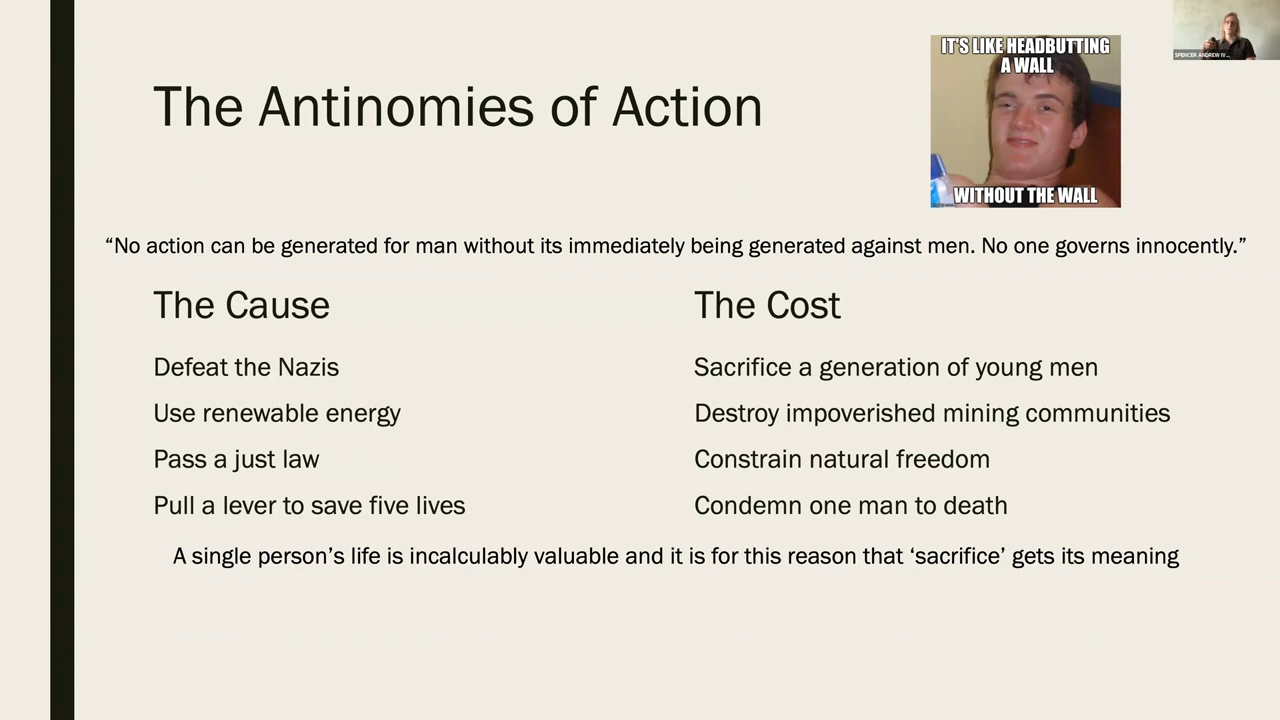 IT'S LIKE HEADBUTTING
A WALL
WITHOUT THE WALL
SPENCER ANDREW IV...
The Antinomies of Action
“No action can be generated for man without its immediately being generated against men. No one governs innocently.”
The Cause
The Cost
Defeat the Nazis
Sacrifice a generation of young men
Use renewable energy
Destroy impoverished mining communities
Pass a just law
Constrain natural freedom
Pull a lever to save five lives
Condemn one man to death
A single person’s life is incalculably valuable and it is for this reason that ‘sacrifice’ gets its meaning